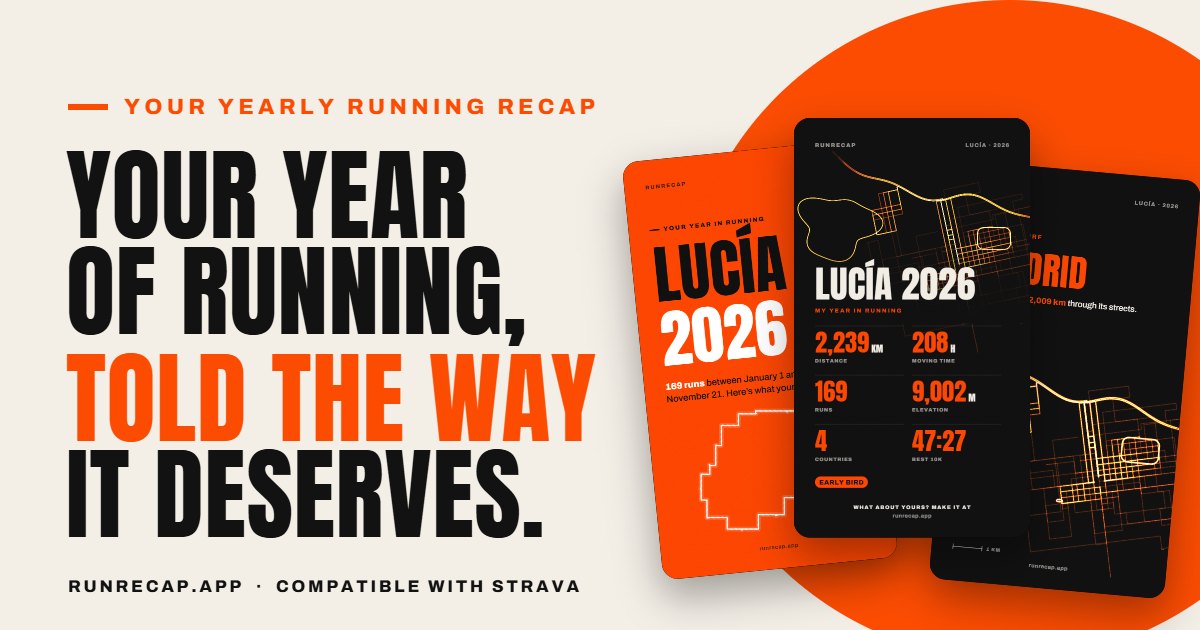 YOUR YEARLY RUNNING RECAP
YOUR YEAR
OF RUNNING,
TOLD THE WAY
IT DESERVES.
RUNRECAP.APP · COMPATIBLE WITH STRAVA
RUNRECAP
YOUR YEAR IN RUNNING
LUCÍA
2026
169 runs between January 1 an
November 21. Here's what your
runrecap.app
RUNRECAP
LUCÍA · 2026
LUCÍA 2026
MY YEAR IN RUNNING
2,239 KM
DISTANCE
208 H
MOVING TIME
169
RUNS
9,002 M
ELEVATION
4
COUNTRIES
47:27
BEST 10K
EARLY BIRD
WHAT ABOUT YOURS? MAKE IT AT
runrecap.app
LUCÍA · 2026
RF
DRID
2,009 km through its streets.
1 KM
runrecap.app